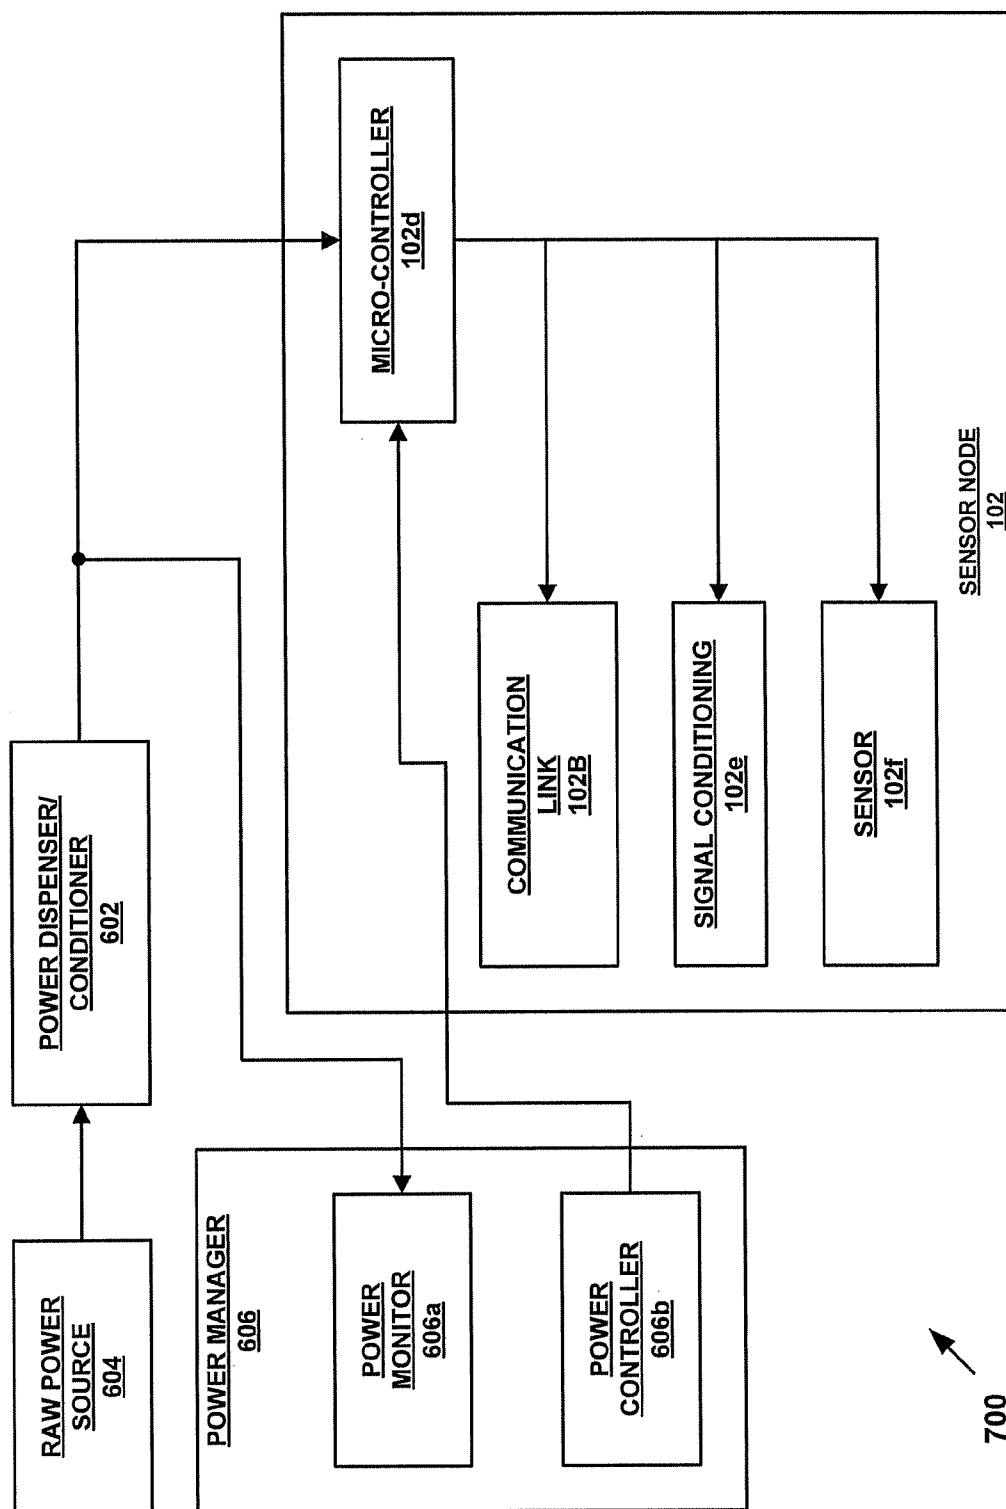 RAW POWER
SOURCE
604
POWER DISPENSER/
CONDITIONER
602
POWER MANAGER
606
POWER
MONITOR
606a
POWER
CONTROLLER
606b
MICRO-CONTROLLER
102d
COMMUNICATION
LINK
102B
SIGNAL CONDITIONING
102e
SENSOR
102f
SENSOR NODE
102
700